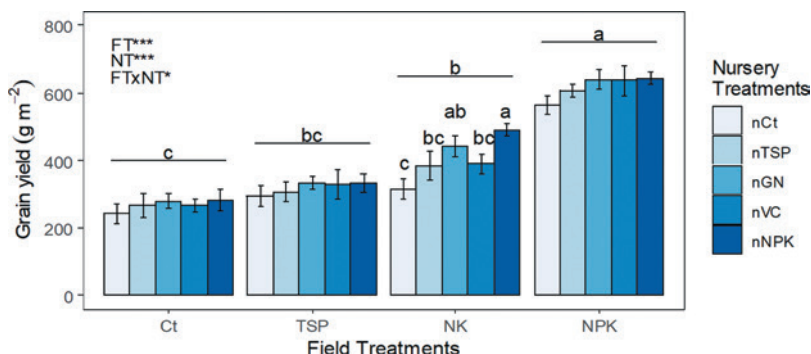 800
600
400
200
0
Grain yield (g m⁻²)
FT***
NT***
FTxNT*
c
bc
b
c
bc
ab
bc
a
a
Ct
TSP
NK
NPK
Field Treatments
Nursery
Treatments
nCt
nTSP
nGN
nVC
nNPK